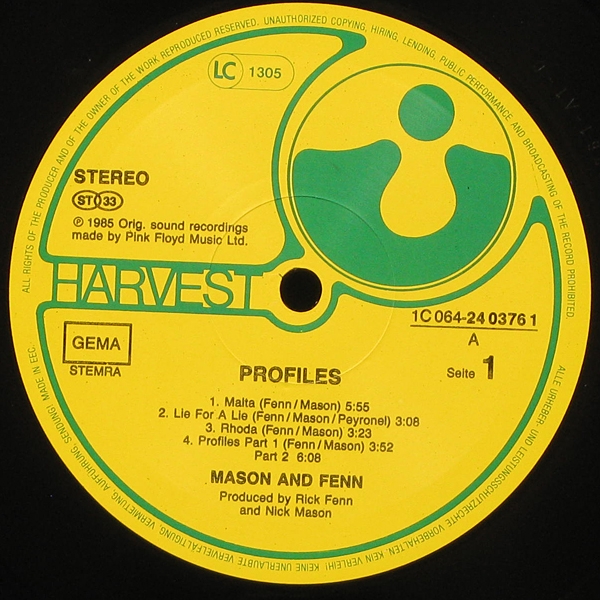 ALL RIGHTS OF THE PRODUCER AND OF THE OWNER OF THE WORK REPRODUCED RESERVED. UNAUTHORIZED COPYING, HIRING, LENDING, PUBLIC PERFORMANCE AND BROADCASTING OF THE RECORD PROHIBITED.
LC 1305
STEREO
ST 33
℗ 1985 Orig. sound recordings
made by Pink Floyd Music Ltd.
HARVEST
GEMA
STEMRA
1C 064-24 0376 1
A
Seite 1
PROFILES
1. Malta (Fenn/Mason) 5:55
2. Lie For A Lie (Fenn/Mason/Peyronel) 3:08
3. Rhoda (Fenn/Mason) 3:23
4. Profiles Part 1 (Fenn/Mason) 3:52
Part 2 6:08
MASON AND FENN
Produced by Rick Fenn
and Nick Mason
ALLE URHEBER- UND LEISTUNGSSCHUTZRECHTE VORBEHALTEN. KEIN VERLEIH! KEINE UNERLAUBTE VERVIELFÄLTIGUNG, VERMIETUNG, AUFFÜHRUNG, SENDUNG! MADE IN EEC.